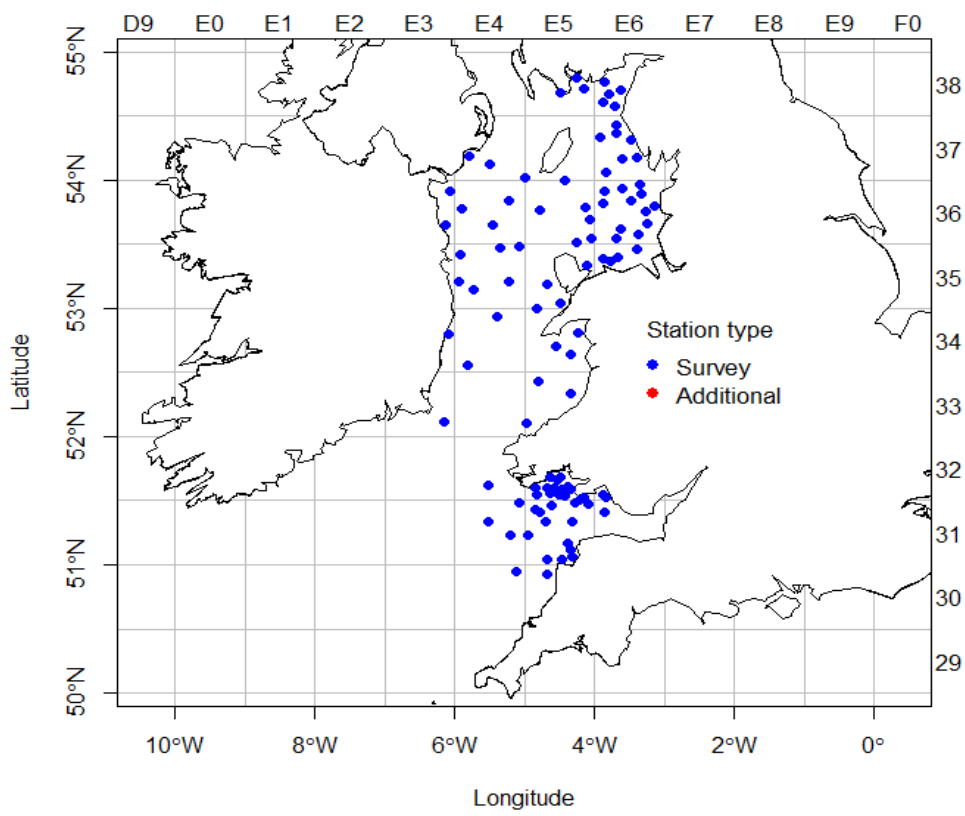 D9 E0 E1 E2 E3 E4 E5 E6 E7 E8 E9 F0
55°N
54°N
53°N
52°N
51°N
50°N
Latitude
38
37
36
35
34
33
32
31
30
29
Station type
Survey
Additional
10°W 8°W 6°W 4°W 2°W 0°
Longitude